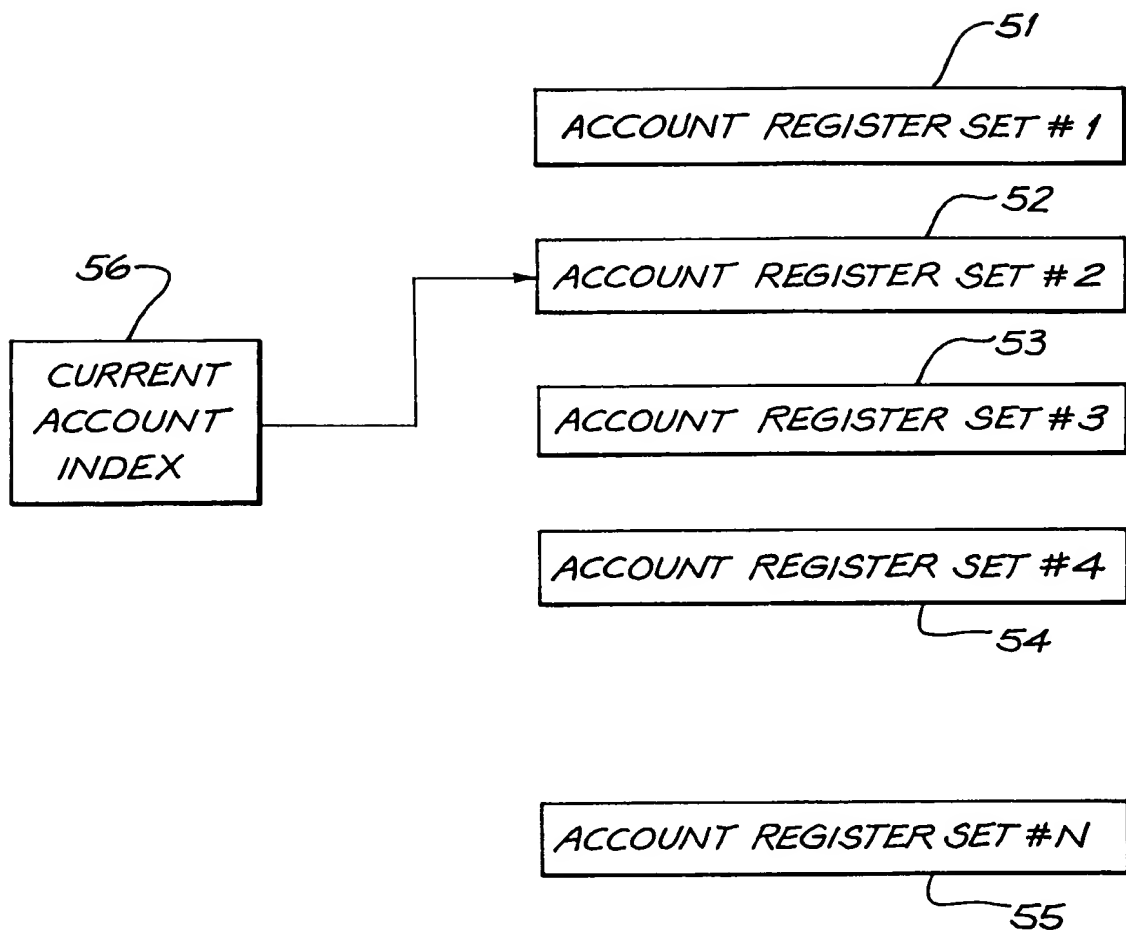 51
ACCOUNT REGISTER SET #1
52
ACCOUNT REGISTER SET #2
56
CURRENT
ACCOUNT
INDEX
53
ACCOUNT REGISTER SET #3
ACCOUNT REGISTER SET #4
54
ACCOUNT REGISTER SET #N
55